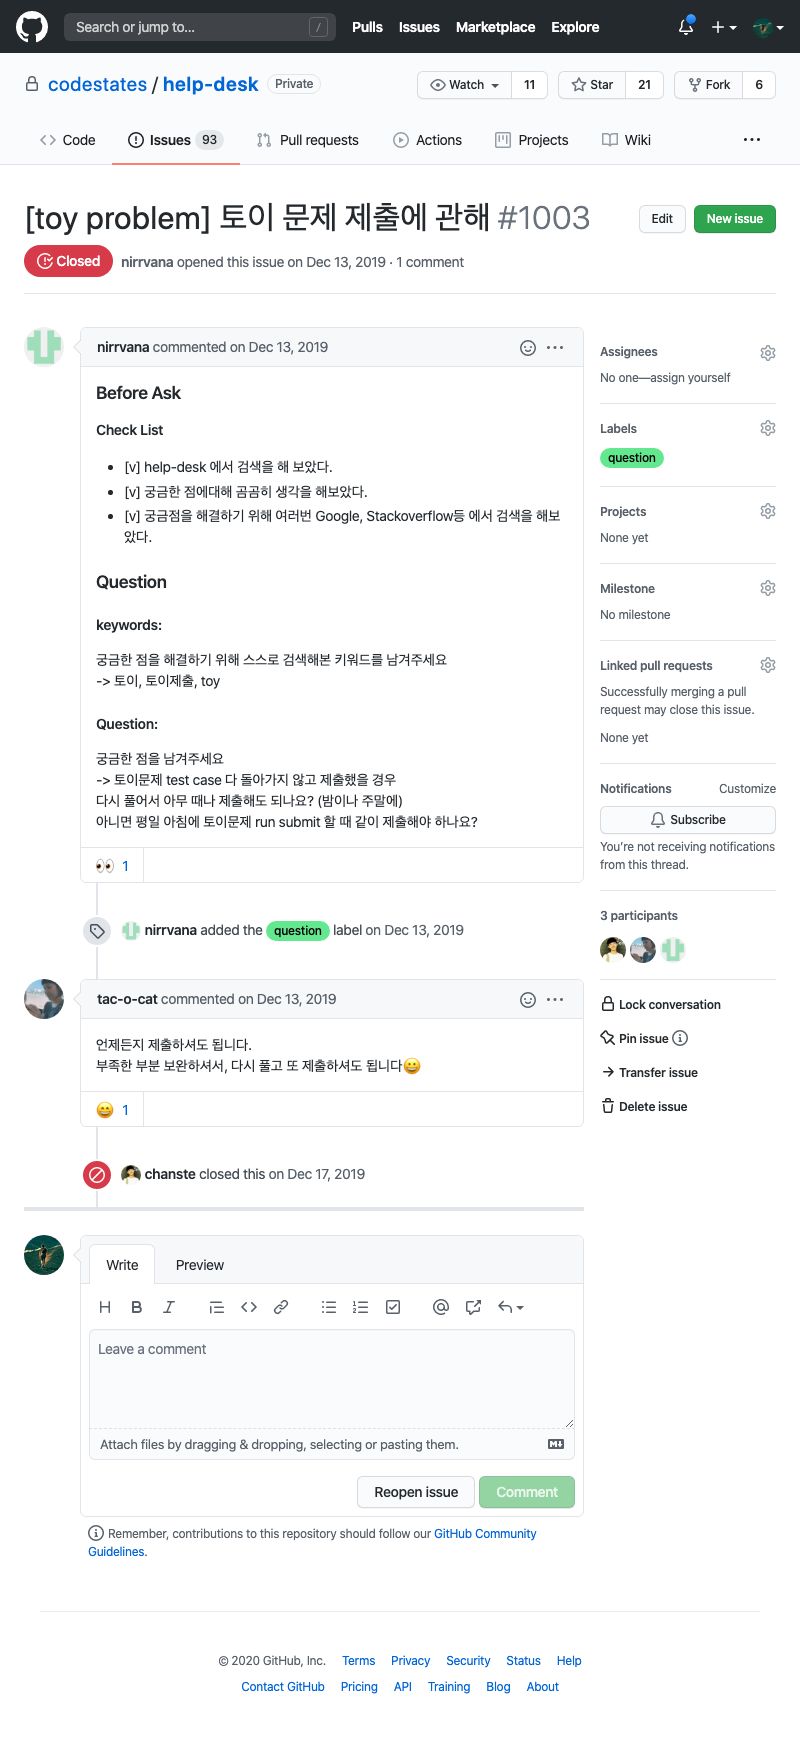 Search or jump to... /
Pulls Issues Marketplace Explore
codestates / help-desk Private
Watch 11 Star 21 Fork 6
Code Issues 93 Pull requests Actions Projects Wiki
[toy problem] 토이 문제 제출에 관해 #1003
Edit New issue
Closed nirrvana opened this issue on Dec 13, 2019 · 1 comment
nirrvana commented on Dec 13, 2019
Before Ask
Check List
[v] help-desk 에서 검색을 해 보았다.
[v] 궁금한 점에대해 곰곰히 생각을 해보았다.
[v] 궁금점을 해결하기 위해 여러번 Google, Stackoverflow등 에서 검색을 해보
았다.
Question
keywords:
궁금한 점을 해결하기 위해 스스로 검색해본 키워드를 남겨주세요
-> 토이, 토이제출, toy
Question:
궁금한 점을 남겨주세요
-> 토이문제 test case 다 돌아가지 않고 제출했을 경우
다시 풀어서 아무 때나 제출해도 되나요? (밤이나 주말에)
아니면 평일 아침에 토이문제 run submit 할 때 같이 제출해야 하나요?
👀 1
nirrvana added the question label on Dec 13, 2019
tac-o-cat commented on Dec 13, 2019
언제든지 제출하셔도 됩니다.
부족한 부분 보완하셔서, 다시 풀고 또 제출하셔도 됩니다😀
😄 1
chanste closed this on Dec 17, 2019
Write Preview
H B I
Leave a comment
Attach files by dragging & dropping, selecting or pasting them.
Reopen issue Comment
Remember, contributions to this repository should follow our GitHub Community
Guidelines.
Assignees
No one—assign yourself
Labels
question
Projects
None yet
Milestone
No milestone
Linked pull requests
Successfully merging a pull
request may close this issue.
None yet
Notifications Customize
Subscribe
You're not receiving notifications
from this thread.
3 participants
Lock conversation
Pin issue
Transfer issue
Delete issue
© 2020 GitHub, Inc. Terms Privacy Security Status Help
Contact GitHub Pricing API Training Blog About